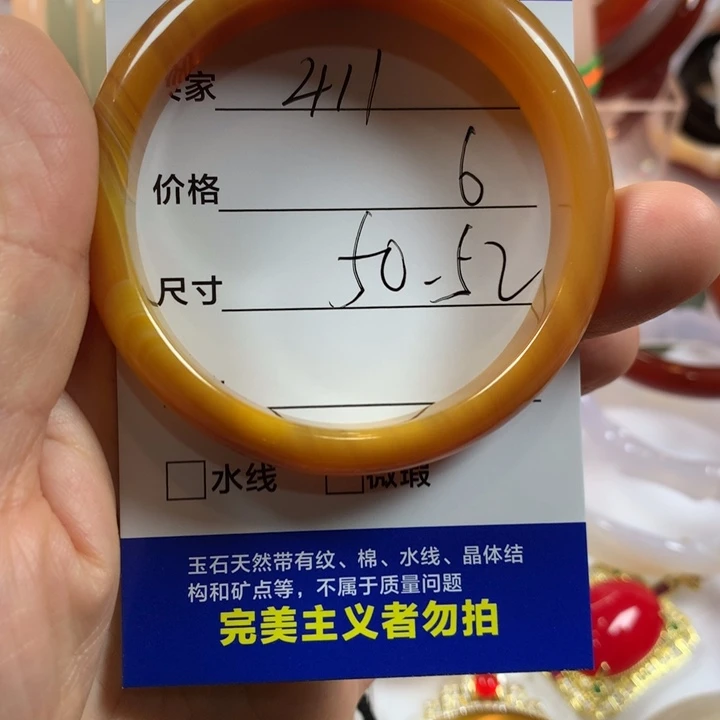 家 411
价格 6
尺寸 50-52
水线 微瑕
玉石天然带有纹、棉、水线、晶体结
构和矿点等，不属于质量问题
完美主义者勿拍